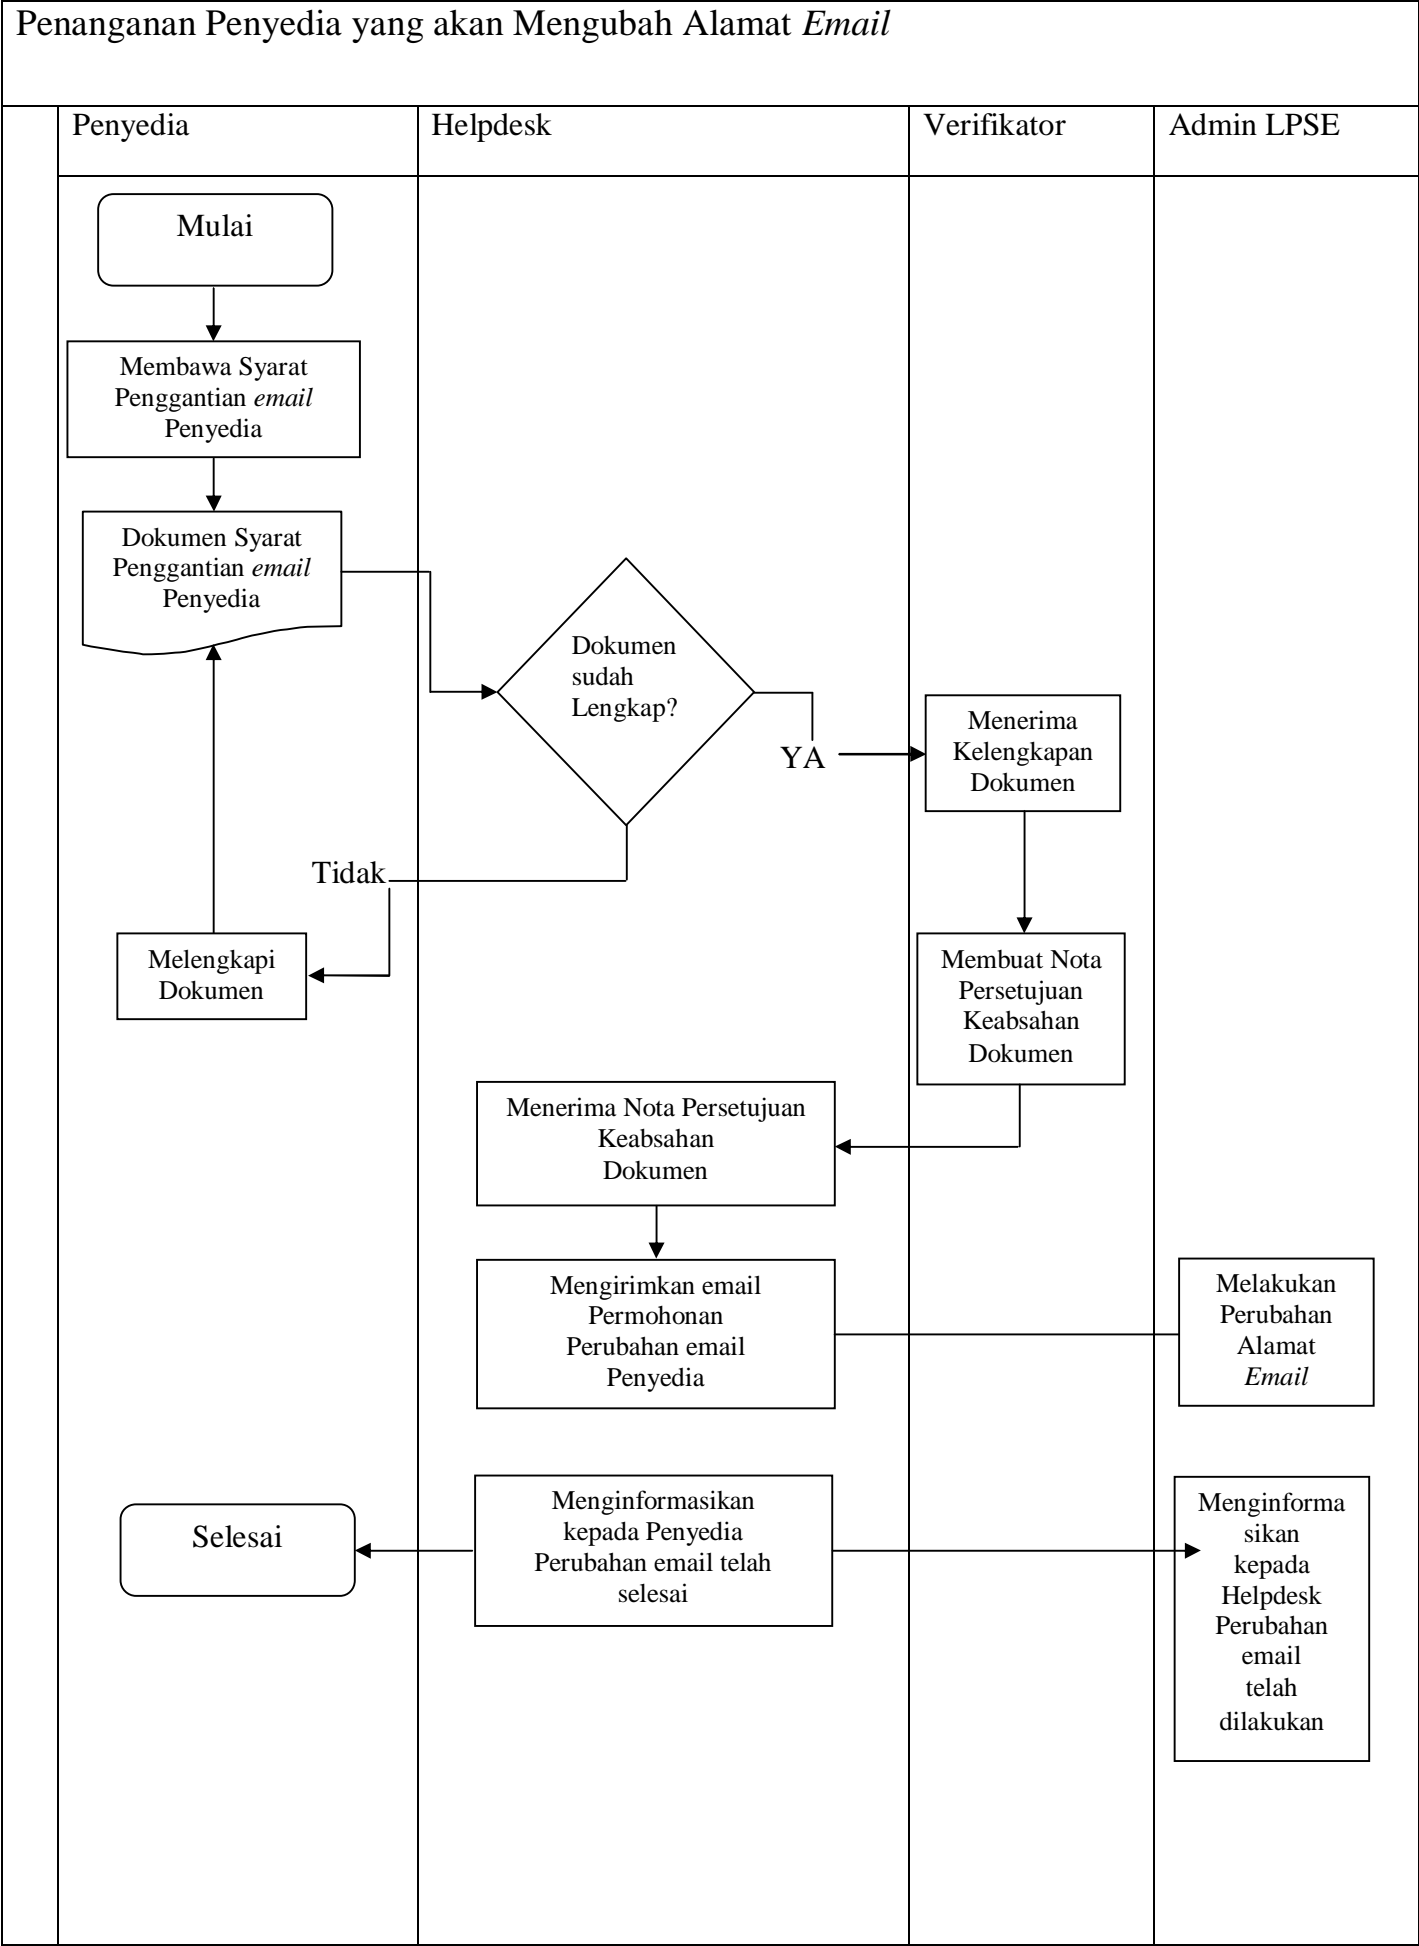 Penanganan Penyedia yang akan Mengubah Alamat Email
Penyedia
Helpdesk
Verifikator
Admin LPSE
Mulai
Membawa Syarat
Penggantian email
Penyedia
Dokumen Syarat
Penggantian email
Penyedia
Dokumen
sudah
Lengkap?
YA
Menerima
Kelengkapan
Dokumen
Tidak
Melengkapi
Dokumen
Membuat Nota
Persetujuan
Keabsahan
Dokumen
Menerima Nota Persetujuan
Keabsahan
Dokumen
Mengirimkan email
Permohonan
Perubahan email
Penyedia
Melakukan
Perubahan
Alamat
Email
Selesai
Menginformasikan
kepada Penyedia
Perubahan email telah
selesai
Menginforma
sikan
kepada
Helpdesk
Perubahan
email
telah
dilakukan